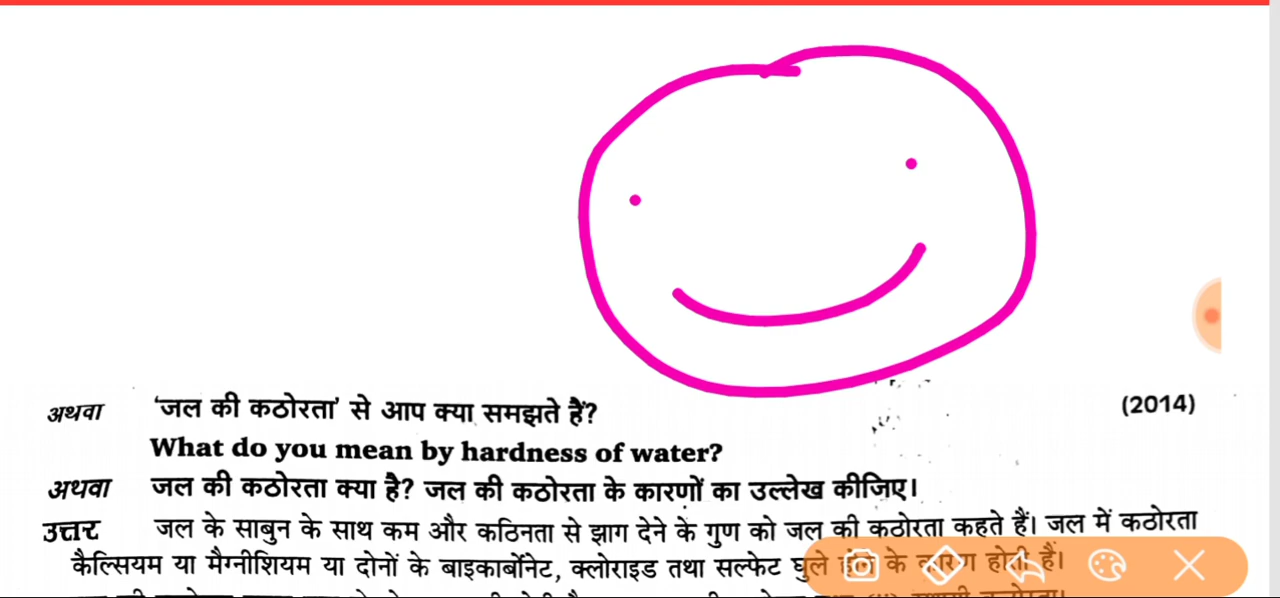 अथवा 'जल की कठोरता' से आप क्या समझते हैं? (2014)
What do you mean by hardness of water?
अथवा जल की कठोरता क्या है? जल की कठोरता के कारणों का उल्लेख कीजिए।
उत्तर जल के साबुन के साथ कम और कठिनता से झाग देने के गुण को जल की कठोरता कहते हैं। जल में कठोरता
कैल्सियम या मैग्नीशियम या दोनों के बाइकार्बोनेट, क्लोराइड तथा सल्फेट घुले होने के कारण होती हैं।